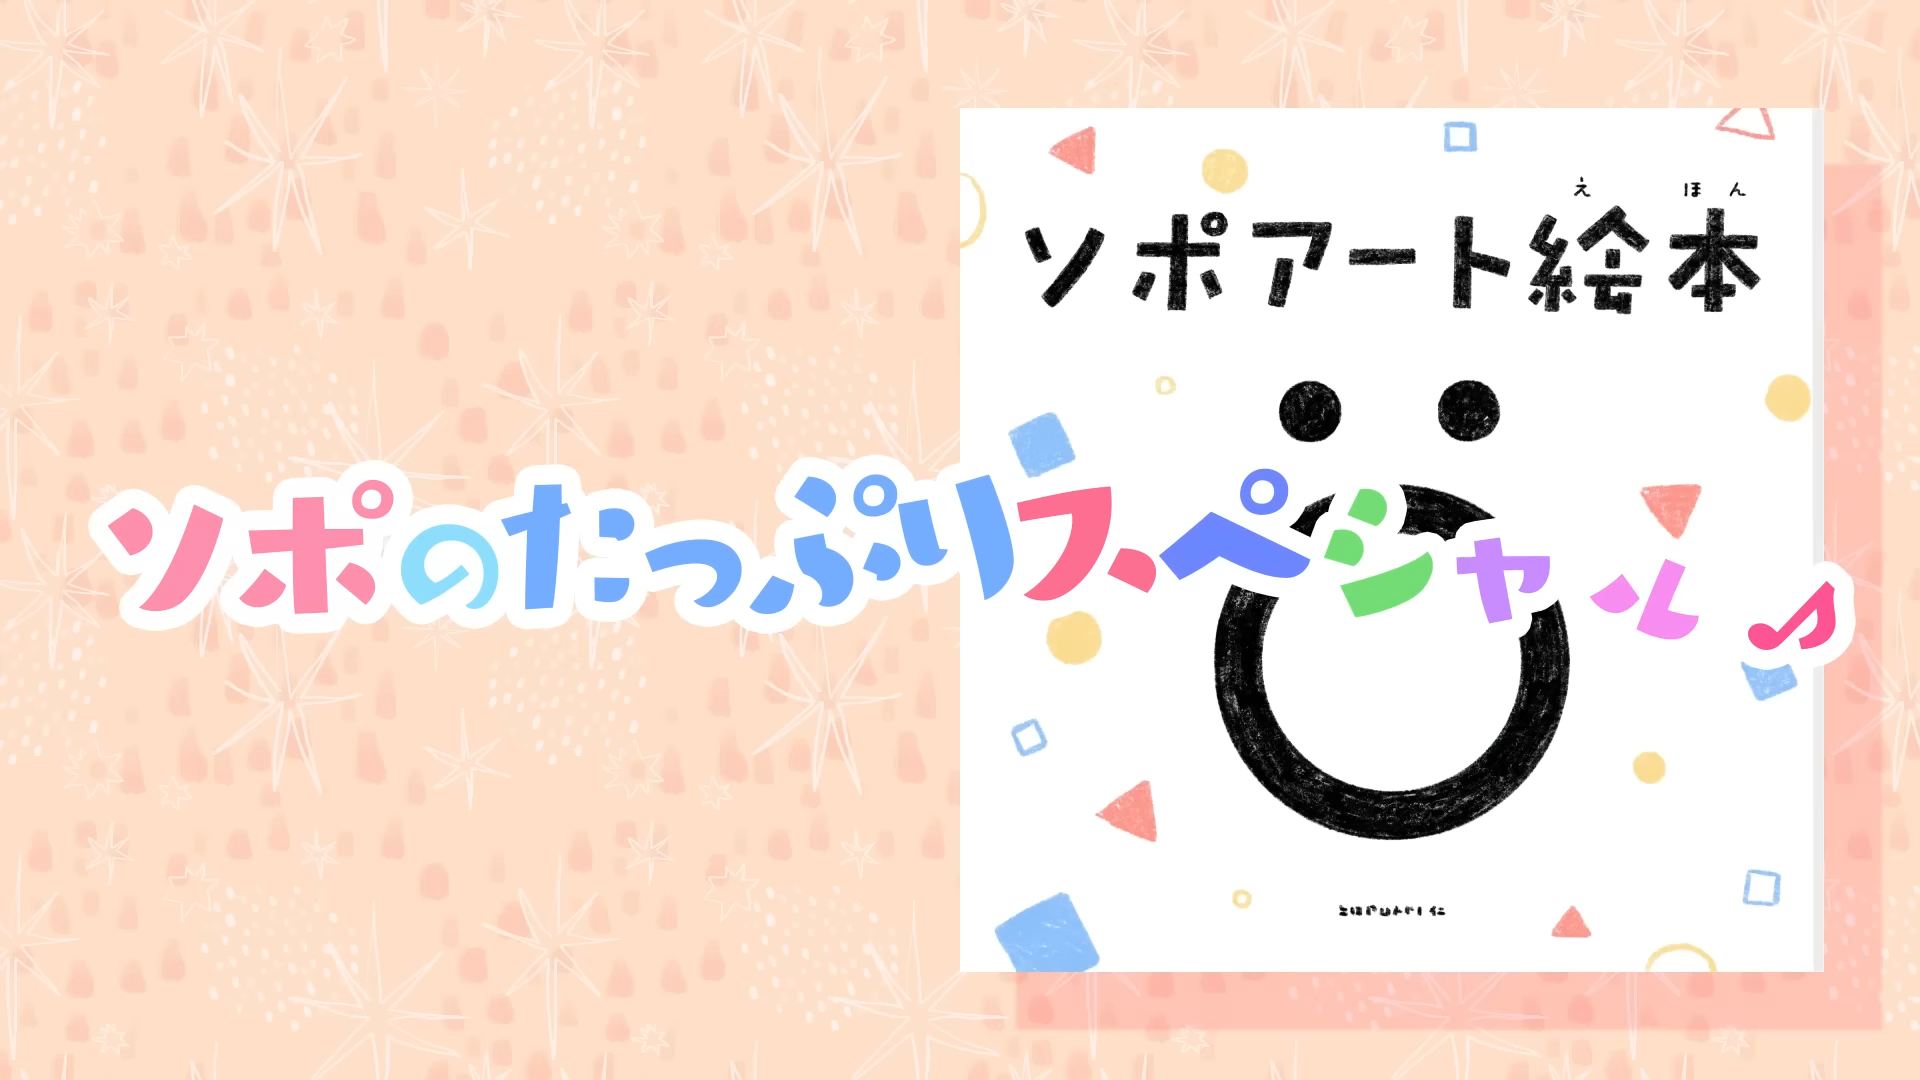 えほん
ソポアート絵本
ソポのたっぷりスペシャル♪